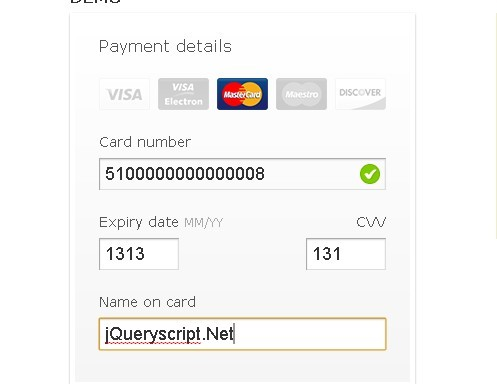 DEMO
Payment details
VISA VISA Electron MasterCard Maestro DISCOVER
Card number
5100000000000008
Expiry date MM/YY CVV
1313 131
Name on card
jQueryscript.Net